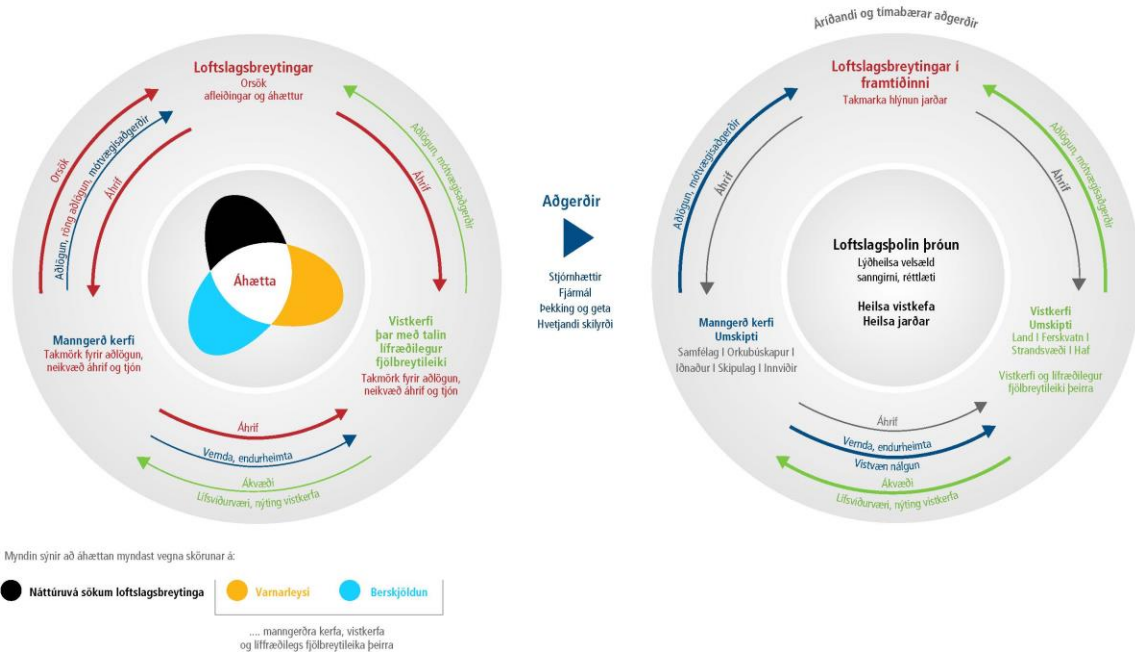 Loftslagsbreytingar
Orsök
afleiðingar og áhættur
Orsök
Aðlögun, röng aðlögun, mótvægisaðgerðir
Áhrif
Áhrif
Aðlögun, mótvægisaðgerðir
Áhætta
Manngerð kerfi
Takmörk fyrir aðlögun,
neikvæð áhrif og tjón
Vistkerfi
þar með talin
lífræðilegur
fjölbreytileiki
Takmörk fyrir aðlögun,
neikvæð áhrif og tjón
Áhrif
Vernda, endurheimta
Ákvæði
Lífsviðurværi, nýting vistkerfa
Aðgerðir
Stjórnhættir
Fjármál
Þekking og geta
Hvetjandi skilyrði
Áríðandi og tímabærar aðgerðir
Loftslagsbreytingar í
framtíðinni
Takmarka hlýnun jarðar
Aðlögun, mótvægisaðgerðir
Áhrif
Áhrif
Aðlögun, mótvægisaðgerðir
Loftslagsþolin þróun
Lýðheilsa velsæld
sanngirni, réttlæti
Heilsa vistkefa
Heilsa jarðar
Manngerð kerfi
Umskipti
Samfélag I Orkubúskapur I
Iðnaður I Skipulag I Innviðir
Vistkerfi
Umskipti
Land I Ferskvatn I
Strandsvæði I Haf
Vistkerfi og lífræðilegur
fjölbreytileiki þeirra
Áhrif
Vernda, endurheimta
Vistvæn nálgun
Ákvæði
Lífsviðurværi, nýting vistkerfa
Myndin sýnir að áhættan myndast vegna skörunar á:
Náttúruvá sökum loftslagsbreytinga
Varnarleysi
Berskjöldun
.... manngerðra kerfa, vistkerfa
og líffræðilegs fjölbreytileika þeirra